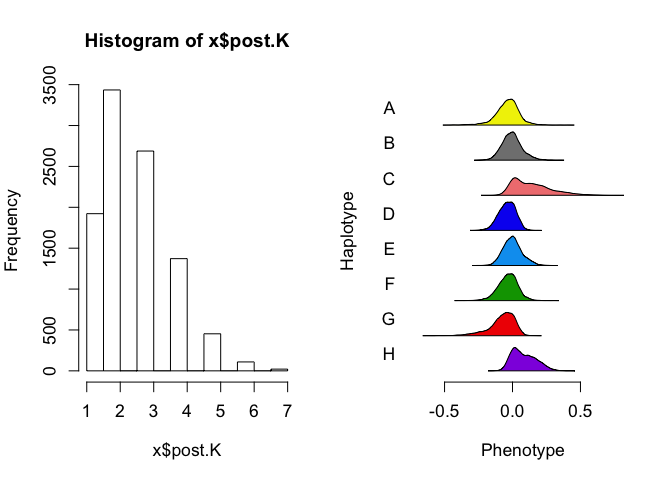 Histogram of x$post.K
Frequency
3500
2500
1500
500
0
1 2 3 4 5 6 7
x$post.K
Haplotype
A
B
C
D
E
F
G
H
-0.5 0.0 0.5
Phenotype